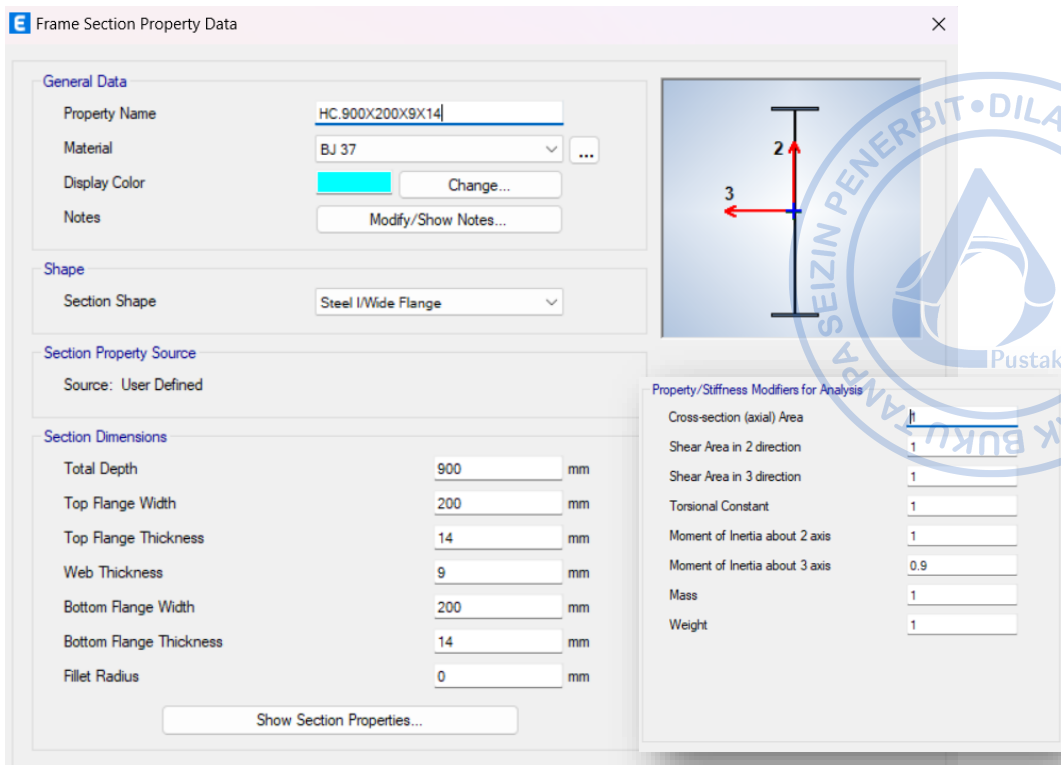 E Frame Section Property Data
General Data
Property Name HC.900X200X9X14
Material BJ 37 ...
Display Color Change...
Notes Modify/Show Notes...
2
3
Shape
Section Shape Steel I/Wide Flange
Section Property Source
Source: User Defined
Section Dimensions
Total Depth 900 mm
Top Flange Width 200 mm
Top Flange Thickness 14 mm
Web Thickness 9 mm
Bottom Flange Width 200 mm
Bottom Flange Thickness 14 mm
Fillet Radius 0 mm
Show Section Properties...
Property/Stiffness Modifiers for Analysis
Cross-section (axial) Area 1
Shear Area in 2 direction 1
Shear Area in 3 direction 1
Torsional Constant 1
Moment of Inertia about 2 axis 1
Moment of Inertia about 3 axis 0.9
Mass 1
Weight 1
SEIZIN PENERBIT • DILA
Pustak
AK BUKU TANPA